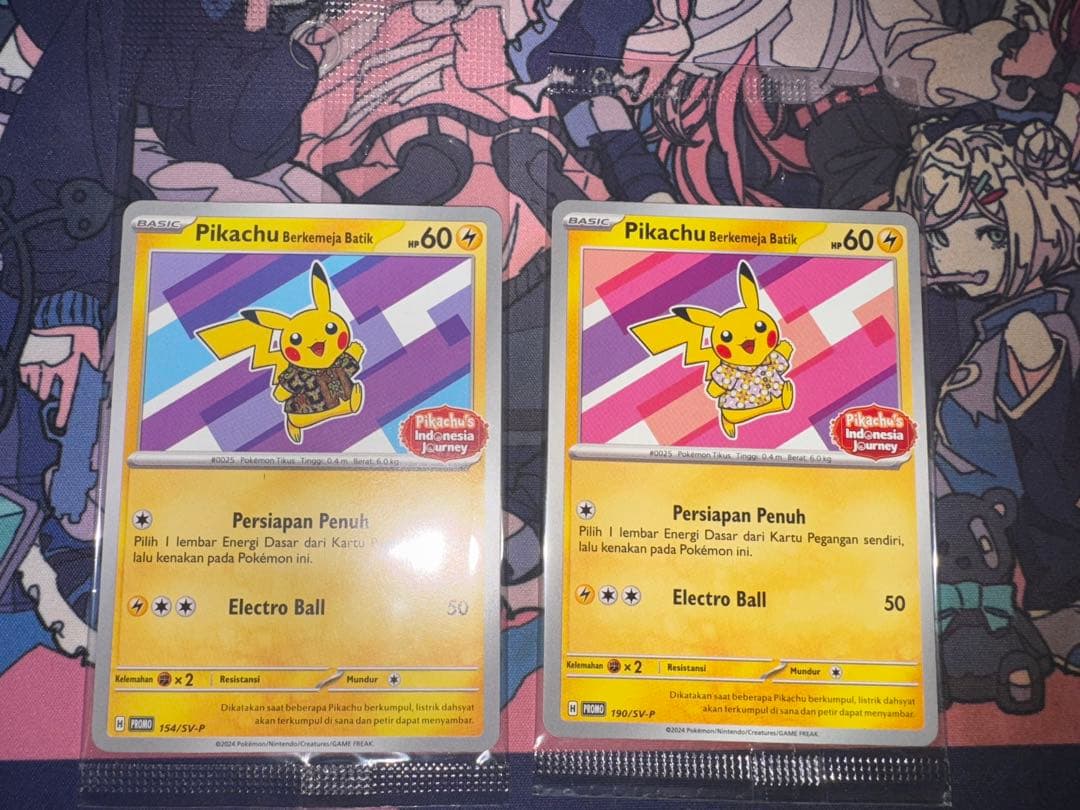 BASIC
Pikachu Berkemeja Batik
HP 60
Pikachu's
Indonesia
Journey
#0025 Pokémon Tikus Tinggi: 0.4 m Berat: 6.0 kg
Persiapan Penuh
Pilih 1 lembar Energi Dasar dari Kartu
lalu kenakan pada Pokémon ini.
Electro Ball 50
Kelemahan ×2 Resistansi Mundur
Dikatakan saat beberapa Pikachu berkumpul, listrik dahsyat
akan terkumpul di sana dan petir dapat menyambar.
H PROMO 154/SV-P
©2024 Pokémon/Nintendo/Creatures/GAME FREAK.
BASIC
Pikachu Berkemeja Batik
HP 60
Pikachu's
Indonesia
Journey
#0025 Pokémon Tikus Tinggi: 0.4 m Berat: 6.0 kg
Persiapan Penuh
Pilih 1 lembar Energi Dasar dari Kartu Pegangan sendiri,
lalu kenakan pada Pokémon ini.
Electro Ball 50
Kelemahan ×2 Resistansi Mundur
Dikatakan saat beberapa Pikachu berkumpul, listrik dahsyat
akan terkumpul di sana dan petir dapat menyambar.
H PROMO 190/SV-P
©2024 Pokémon/Nintendo/Creatures/GAME FREAK.